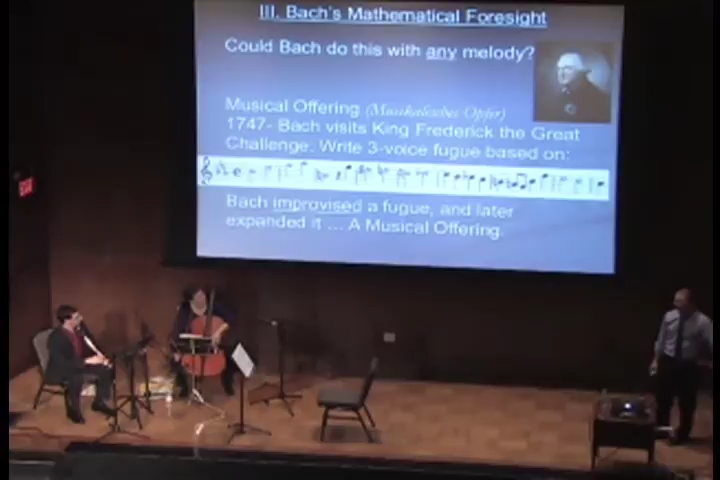 III. Bach's Mathematical Foresight
Could Bach do this with any melody?
Musical Offering (Musikalisches Opfer)
1747- Bach visits King Frederick the Great
Challenge. Write 3-voice fugue based on:
Bach improvised a fugue, and later
expanded it ... A Musical Offering.